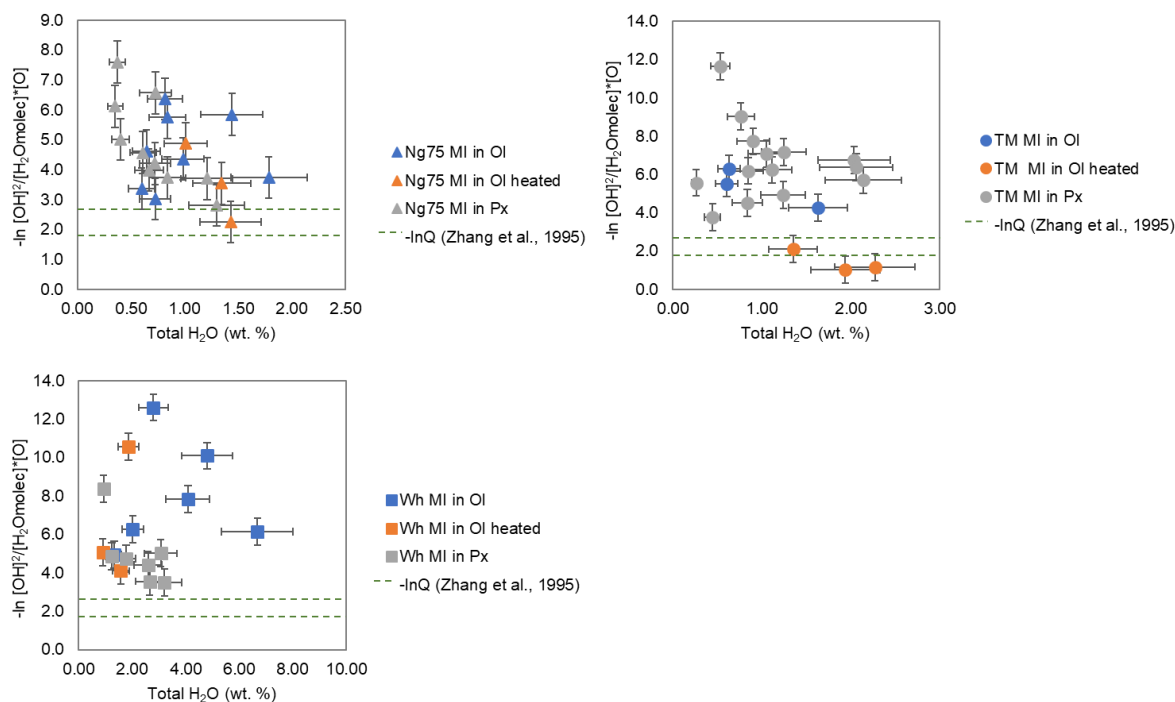 -ln [OH]²/[H₂Omolec]*[O]
9.0
8.0
7.0
6.0
5.0
4.0
3.0
2.0
1.0
0.0
0.00 0.50 1.00 1.50 2.00 2.50
Total H₂O (wt. %)
Ng75 MI in Ol
Ng75 MI in Ol heated
Ng75 MI in Px
-lnQ (Zhang et al., 1995)
-ln [OH]²/[H₂Omolec]*[O]
14.0
12.0
10.0
8.0
6.0
4.0
2.0
0.0
0.00 1.00 2.00 3.00
Total H₂O (wt. %)
TM MI in Ol
TM MI in Ol heated
TM MI in Px
-lnQ (Zhang et al., 1995)
-ln [OH]²/[H₂Omolec]*[O]
14.0
12.0
10.0
8.0
6.0
4.0
2.0
0.0
0.00 2.00 4.00 6.00 8.00 10.00
Total H₂O (wt. %)
Wh MI in Ol
Wh MI in Ol heated
Wh MI in Px
-lnQ (Zhang et al., 1995)